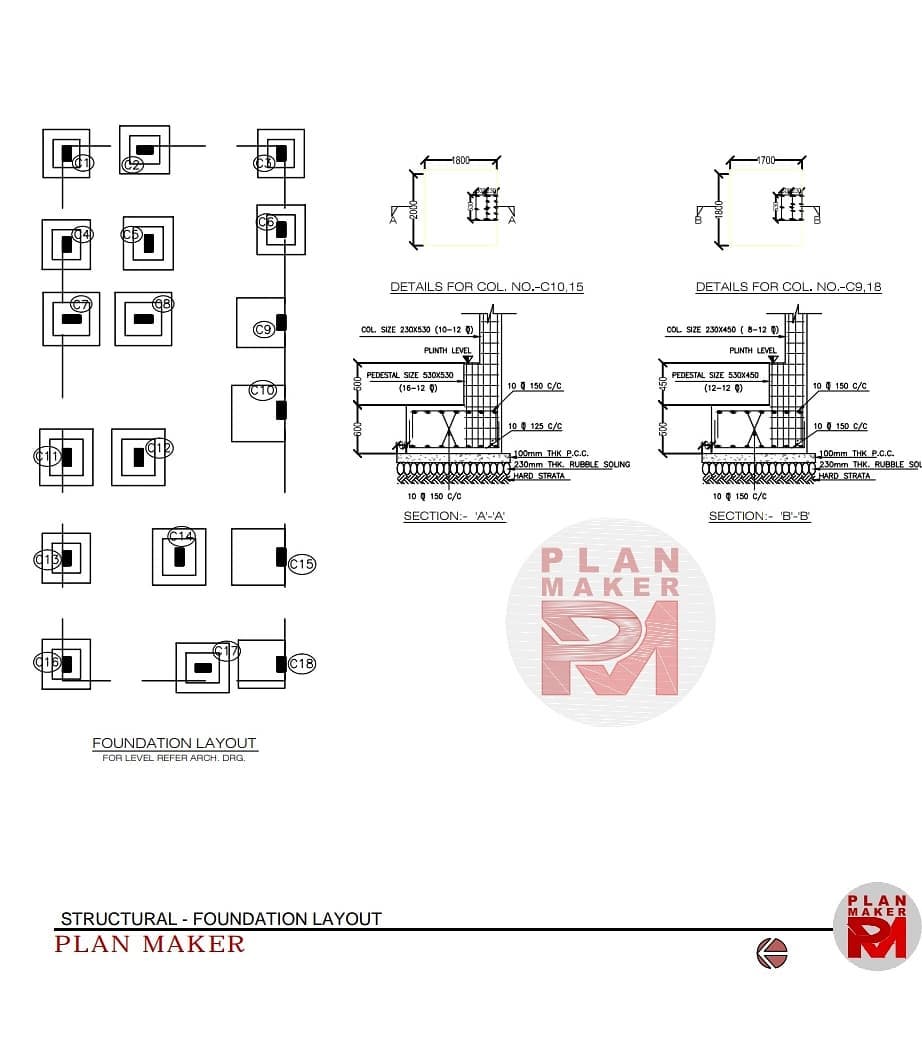 C1
C2
C3
C4
C5
C6
C7
C8
C9
C10
C11
C12
C13
C14
C15
C16
C17
C18
FOUNDATION LAYOUT
FOR LEVEL REFER ARCH. DRG.
1800
2000
A
A
DETAILS FOR COL. NO.-C10,15
COL. SIZE 230X530 (10-12 Φ)
PLINTH LEVEL
PEDESTAL SIZE 530X530
(16-12 Φ)
600
600
10 Φ 150 C/C
10 Φ 125 C/C
100mm THK P.C.C.
230mm THK. RUBBLE SOLING
HARD STRATA
10 Φ 150 C/C
SECTION:- 'A'-'A'
1700
1800
B
B
DETAILS FOR COL. NO.-C9,18
COL. SIZE 230X450 ( 8-12 Φ)
PLINTH LEVEL
PEDESTAL SIZE 530X450
(12-12 Φ)
450
10 Φ 150 C/C
10 Φ 150 C/C
100mm THK P.C.C.
230mm THK. RUBBLE SOL
HARD STRATA
10 Φ 150 C/C
SECTION:- 'B'-'B'
PLAN
MAKER
PM
STRUCTURAL - FOUNDATION LAYOUT
PLAN MAKER
PLAN
MAKER
PM